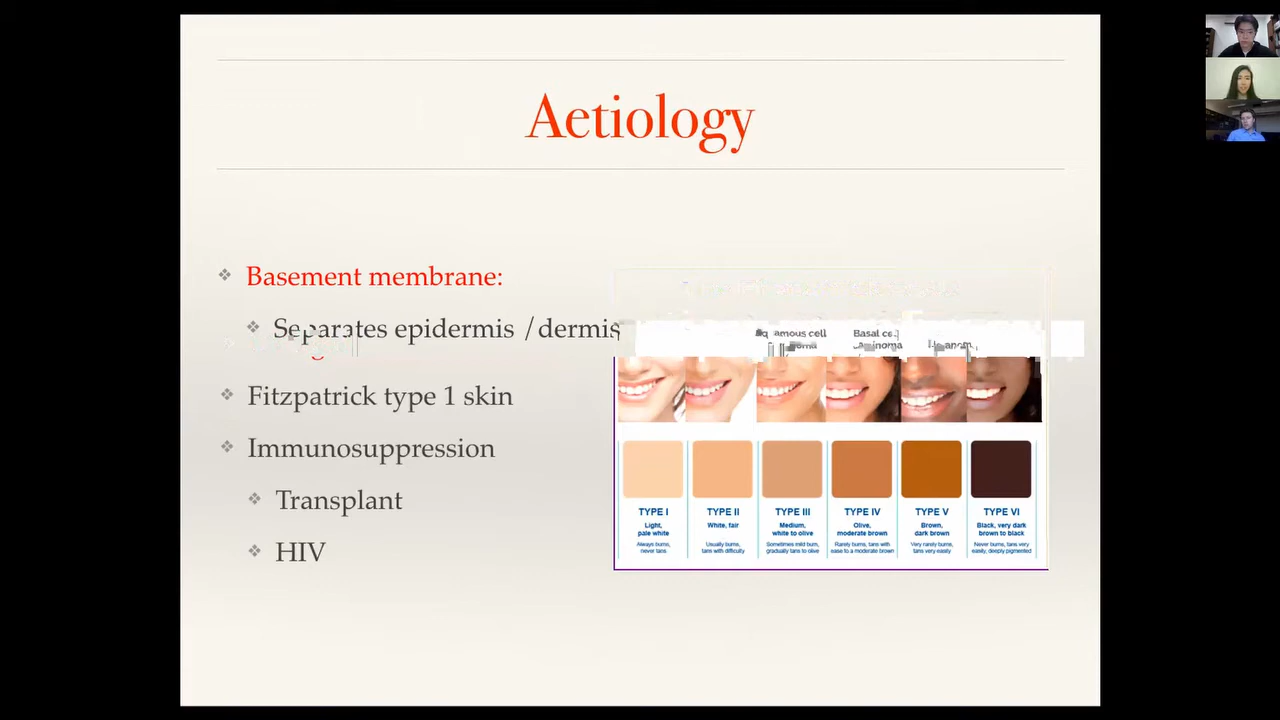 Aetiology
Basement membrane:
Separates epidermis / dermis
Fitzpatrick type 1 skin
Immunosuppression
Transplant
HIV
amous cell
Basal
TYPE I
Light,
pale white
Always burns,
never tans
TYPE II
White, fair
Usually burns,
tans with difficulty
TYPE III
Medium,
white to olive
Sometimes mild burn,
gradually tans to olive
TYPE IV
Olive,
moderate brown
Rarely burns, tans with
ease to a moderate brown
TYPE V
Brown,
dark brown
Very rarely burns,
tans very easily
TYPE VI
Black, very dark
brown to black
Never burns, tans very
easily, deeply pigmented